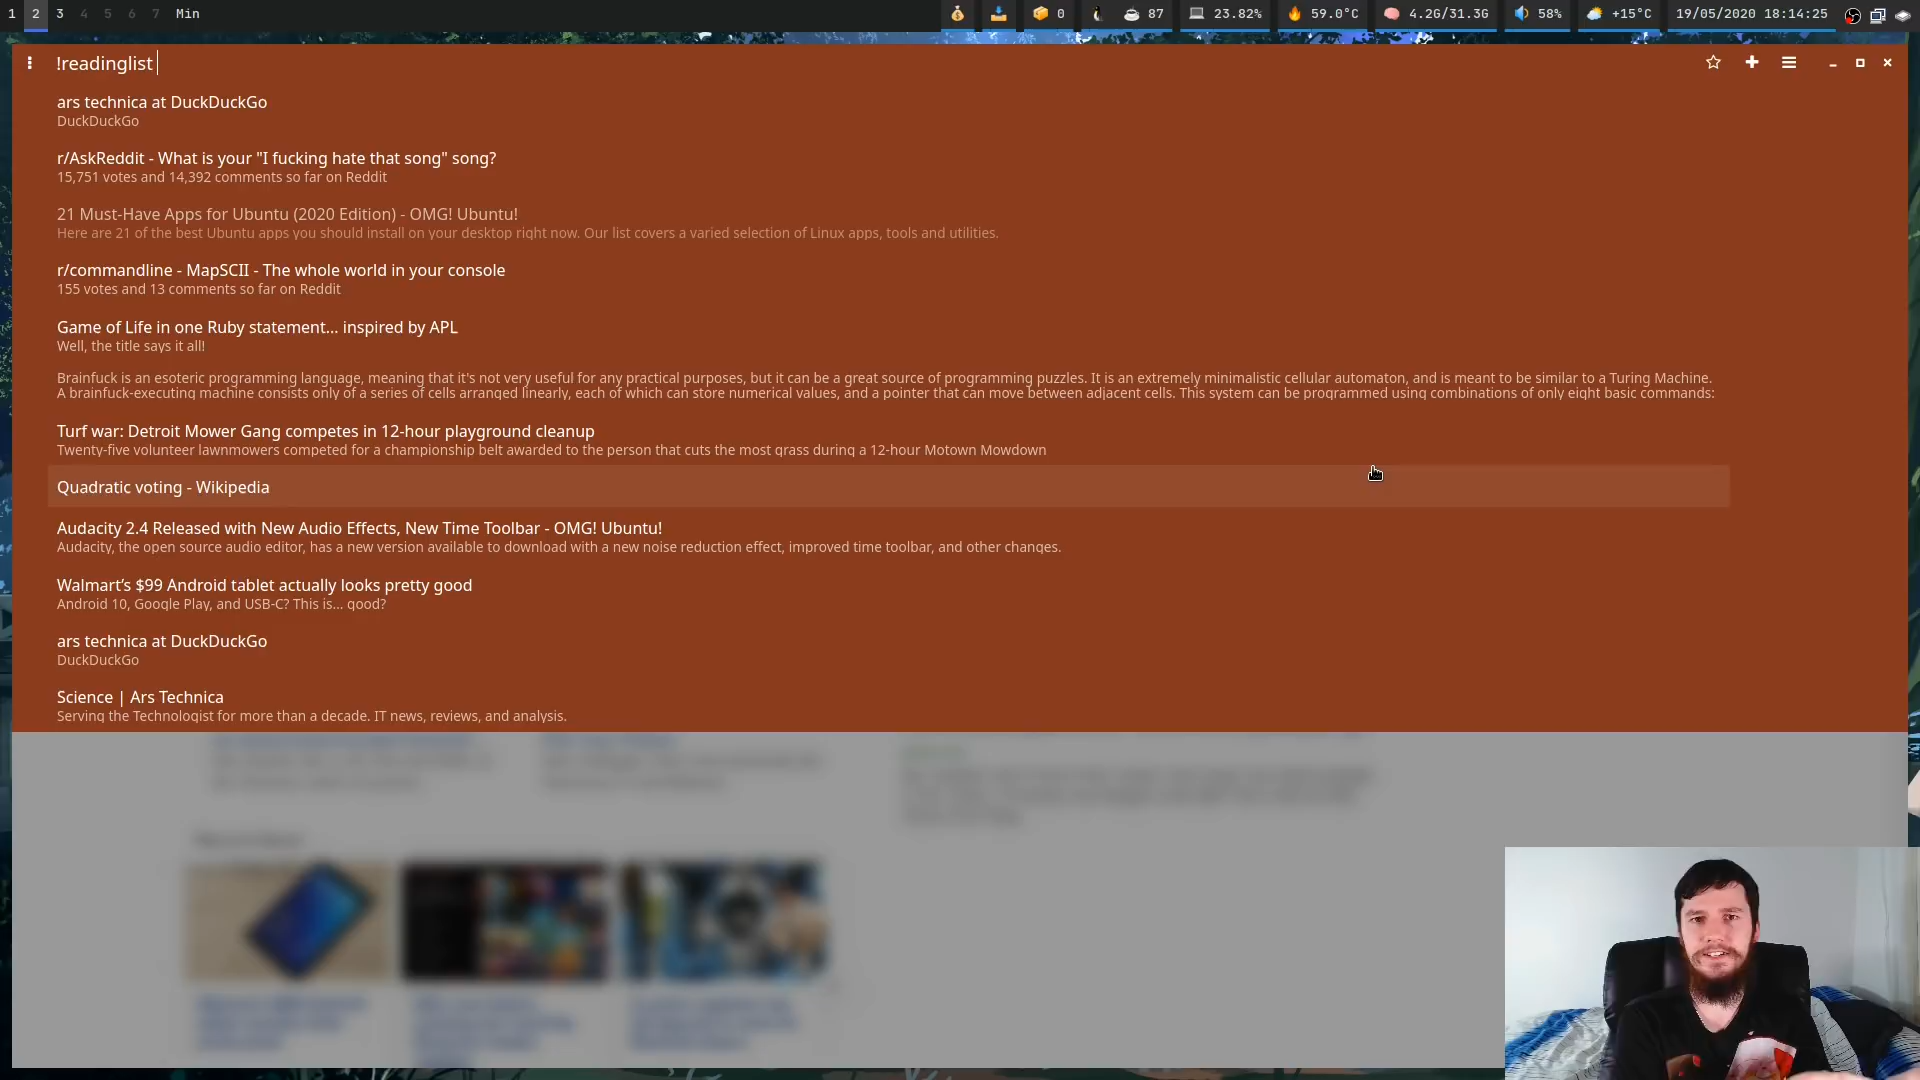 1 2 3 4 5 6 7 Min 0 87 23.82% 59.0°C 4.2G/31.3G 58% +15°C 19/05/2020 18:14:25
!readinglist
ars technica at DuckDuckGo
DuckDuckGo
r/AskReddit - What is your "I fucking hate that song" song?
15,751 votes and 14,392 comments so far on Reddit
21 Must-Have Apps for Ubuntu (2020 Edition) - OMG! Ubuntu!
Here are 21 of the best Ubuntu apps you should install on your desktop right now. Our list covers a varied selection of Linux apps, tools and utilities.
r/commandline - MapSCII - The whole world in your console
155 votes and 13 comments so far on Reddit
Game of Life in one Ruby statement... inspired by APL
Well, the title says it all!
Brainfuck is an esoteric programming language, meaning that it's not very useful for any practical purposes, but it can be a great source of programming puzzles. It is an extremely minimalistic cellular automaton, and is meant to be similar to a Turing Machine.
A brainfuck-executing machine consists only of a series of cells arranged linearly, each of which can store numerical values, and a pointer that can move between adjacent cells. This system can be programmed using combinations of only eight basic commands:
Turf war: Detroit Mower Gang competes in 12-hour playground cleanup
Twenty-five volunteer lawnmowers competed for a championship belt awarded to the person that cuts the most grass during a 12-hour Motown Mowdown
Quadratic voting - Wikipedia
Audacity 2.4 Released with New Audio Effects, New Time Toolbar - OMG! Ubuntu!
Audacity, the open source audio editor, has a new version available to download with a new noise reduction effect, improved time toolbar, and other changes.
Walmart’s $99 Android tablet actually looks pretty good
Android 10, Google Play, and USB-C? This is... good?
ars technica at DuckDuckGo
DuckDuckGo
Science | Ars Technica
Serving the Technologist for more than a decade. IT news, reviews, and analysis.